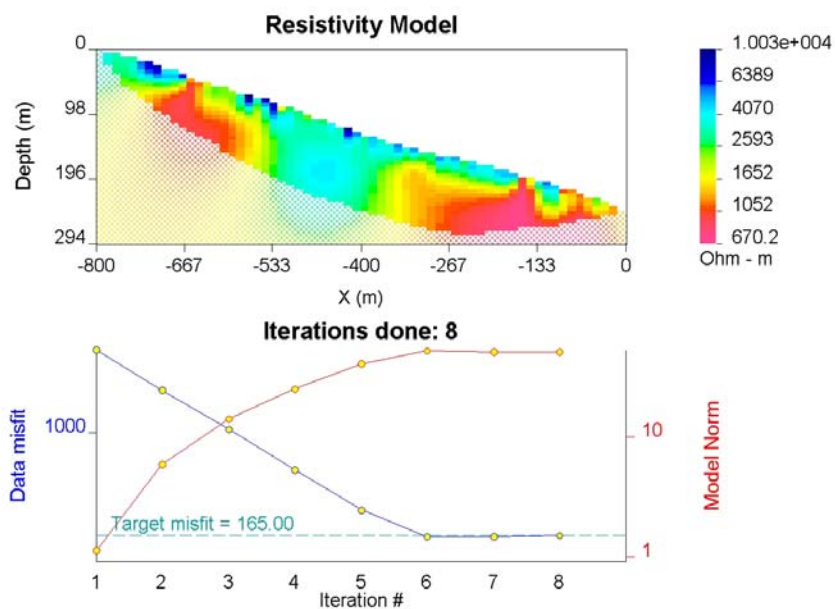 Resistivity Model
Depth (m)
0
98
196
294
-800 -667 -533 -400 -267 -133 0
X (m)
1.003e+004
6389
4070
2593
1652
1052
670.2
Ohm - m
Iterations done: 8
Data misfit
1000
Target misfit = 165.00
Model Norm
10
1
1 2 3 4 5 6 7 8
Iteration #